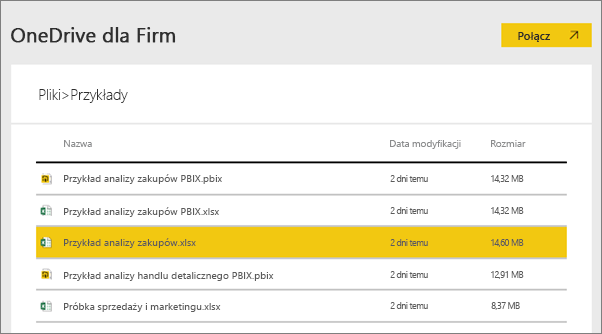 OneDrive dla Firm
Połącz
Pliki>Przykłady
Nazwa Data modyfikacji Rozmiar
Przykład analizy zakupów PBIX.pbix 2 dni temu 14,32 MB
Przykład analizy zakupów PBIX.xlsx 2 dni temu 14,32 MB
Przykład analizy zakupów.xlsx 2 dni temu 14,60 MB
Przykład analizy handlu detalicznego PBIX.pbix 2 dni temu 12,91 MB
Próbka sprzedaży i marketingu.xlsx 2 dni temu 8,37 MB